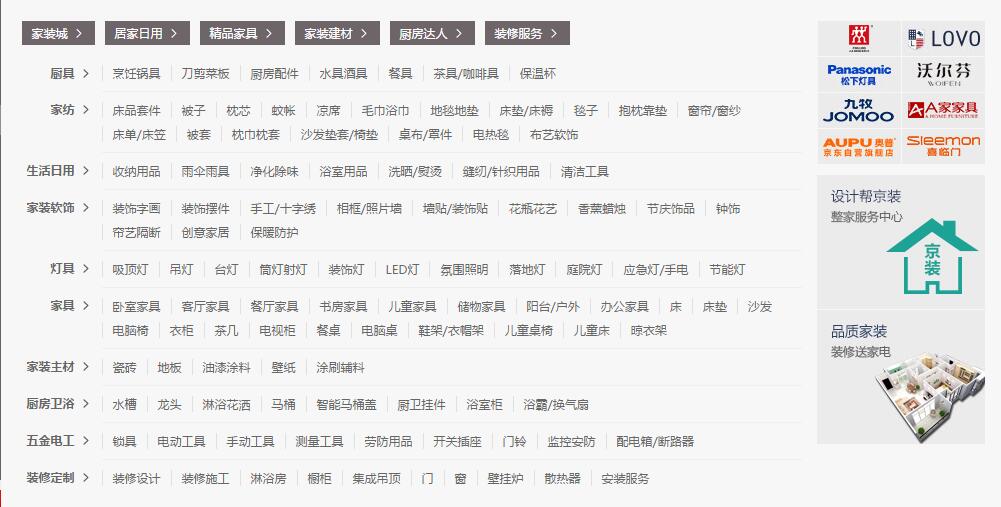 家装城 > 居家日用 > 精品家具 > 家装建材 > 厨房达人 > 装修服务 >
厨具 > 烹饪锅具 刀剪菜板 厨房配件 水具酒具 餐具 茶具/咖啡具 保温杯
家纺 > 床品套件 被子 枕芯 蚊帐 凉席 毛巾浴巾 地毯地垫 床垫/床褥 毯子 抱枕靠垫 窗帘/窗纱
床单/床笠 被套 枕巾枕套 沙发垫套/椅垫 桌布/罩件 电热毯 布艺软饰
生活日用 > 收纳用品 雨伞雨具 净化除味 浴室用品 洗晒/熨烫 缝纫/针织用品 清洁工具
家装软饰 > 装饰字画 装饰摆件 手工/十字绣 相框/照片墙 墙贴/装饰贴 花瓶花艺 香薰蜡烛 节庆饰品 钟饰
帘艺隔断 创意家居 保暖防护
灯具 > 吸顶灯 吊灯 台灯 筒灯射灯 装饰灯 LED灯 氛围照明 落地灯 庭院灯 应急灯/手电 节能灯
家具 > 卧室家具 客厅家具 餐厅家具 书房家具 儿童家具 储物家具 阳台/户外 办公家具 床 床垫 沙发
电脑椅 衣柜 茶几 电视柜 餐桌 电脑桌 鞋架/衣帽架 儿童桌椅 儿童床 晾衣架
家装主材 > 瓷砖 地板 油漆涂料 壁纸 涂刷辅料
厨房卫浴 > 水槽 龙头 淋浴花洒 马桶 智能马桶盖 厨卫挂件 浴室柜 浴霸/换气扇
五金电工 > 锁具 电动工具 手动工具 测量工具 劳防用品 开关插座 门铃 监控安防 配电箱/断路器
装修定制 > 装修设计 装修施工 淋浴房 橱柜 集成吊顶 门 窗 壁挂炉 散热器 安装服务
LOVO
Panasonic
松下灯具
沃尔芬
WOIFEN
九牧
JOMOO
A家家具
A HOME FURNITURE
AUPU奥普
京东自营旗舰店
Sleemon
喜临门
设计帮京装
整家服务中心
京
装
品质家装
装修送家电